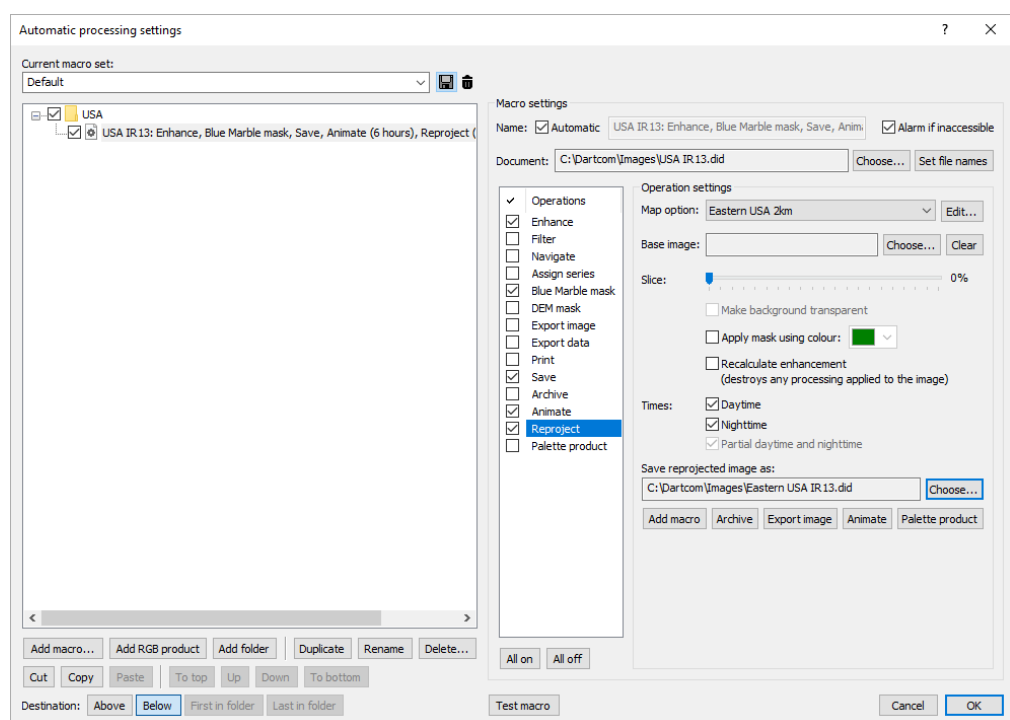 Automatic processing settings
?
Current macro set:
Default
USA
USA IR13: Enhance, Blue Marble mask, Save, Animate (6 hours), Reproject (
Add macro... Add RGB product Add folder Duplicate Rename Delete...
Cut Copy Paste To top Up Down To bottom
Destination: Above Below First in folder Last in folder
Macro settings
Name: Automatic USA IR13: Enhance, Blue Marble mask, Save, Anim Alarm if inaccessible
Document: C:\Dartcom\Images\USA IR13.did Choose... Set file names
Operations
Enhance
Filter
Navigate
Assign series
Blue Marble mask
DEM mask
Export image
Export data
Print
Save
Archive
Animate
Reproject
Palette product
All on All off
Operation settings
Map option: Eastern USA 2km Edit...
Base image: Choose... Clear
Slice: 0%
Make background transparent
Apply mask using colour:
Recalculate enhancement
(destroys any processing applied to the image)
Times: Daytime
Nighttime
Partial daytime and nighttime
Save reprojected image as:
C:\Dartcom\Images\Eastern USA IR13.did Choose...
Add macro Archive Export image Animate Palette product
Test macro Cancel OK